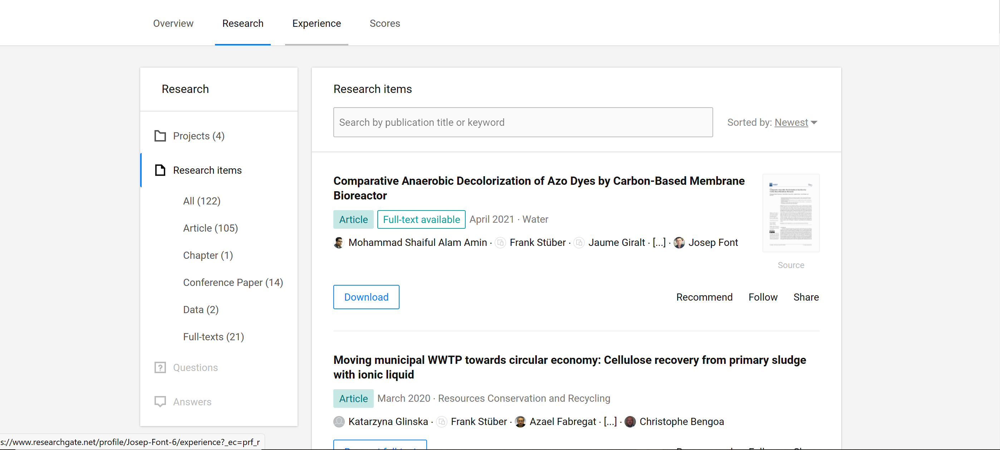 Overview Research Experience Scores
Research
Projects (4)
Research items
All (122)
Article (105)
Chapter (1)
Conference Paper (14)
Data (2)
Full-texts (21)
Questions
Answers
Research items
Search by publication title or keyword
Sorted by: Newest
Comparative Anaerobic Decolorization of Azo Dyes by Carbon-Based Membrane
Bioreactor
Article Full-text available April 2021 · Water
Mohammad Shaiful Alam Amin · Frank Stüber · Jaume Giralt · [...] · Josep Font
Source
Download Recommend Follow Share
Moving municipal WWTP towards circular economy: Cellulose recovery from primary sludge
with ionic liquid
Article March 2020 · Resources Conservation and Recycling
Katarzyna Glinska · Frank Stüber · Azael Fabregat · [...] · Christophe Bengoa
s://www.researchgate.net/profile/Josep-Font-6/experience?_ec=prf_r